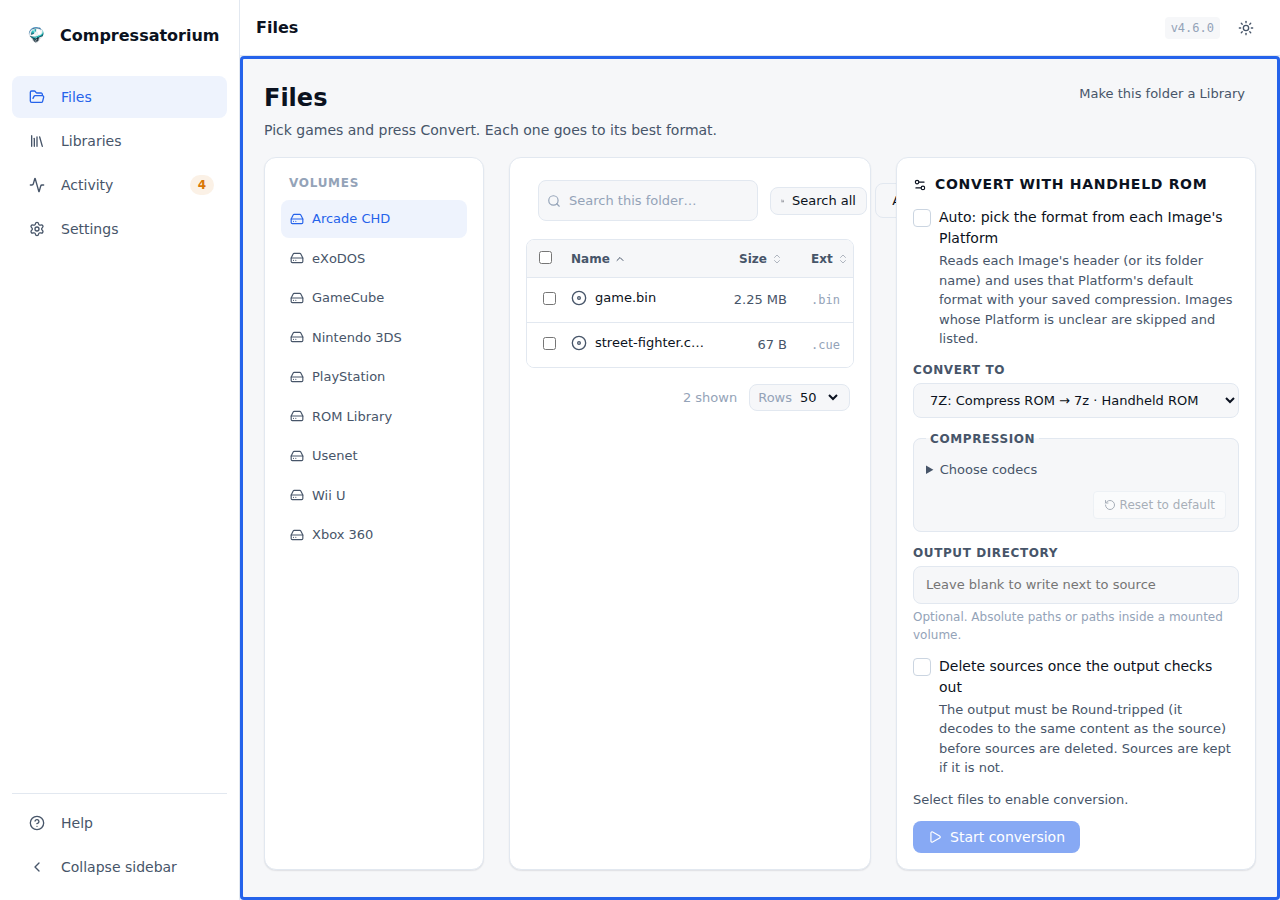 Compressatorium
Files
Libraries
Activity
4
Settings
Help
Collapse sidebar
Files
v4.6.0
Files
Make this folder a Library
Pick games and press Convert. Each one goes to its best format.
VOLUMES
Arcade CHD
eXoDOS
GameCube
Nintendo 3DS
PlayStation
ROM Library
Usenet
Wii U
Xbox 360
Search this folder…
Search all
Name
Size
Ext
game.bin
2.25 MB
.bin
street-fighter.c…
67 B
.cue
2 shown
Rows
50
CONVERT WITH HANDHELD ROM
Auto: pick the format from each Image's
Platform
Reads each Image's header (or its folder
name) and uses that Platform's default
format with your saved compression. Images
whose Platform is unclear are skipped and
listed.
CONVERT TO
7Z: Compress ROM → 7z · Handheld ROM
COMPRESSION
Choose codecs
Reset to default
OUTPUT DIRECTORY
Leave blank to write next to source
Optional. Absolute paths or paths inside a mounted
volume.
Delete sources once the output checks
out
The output must be Round-tripped (it
decodes to the same content as the source)
before sources are deleted. Sources are kept
if it is not.
Select files to enable conversion.
Start conversion